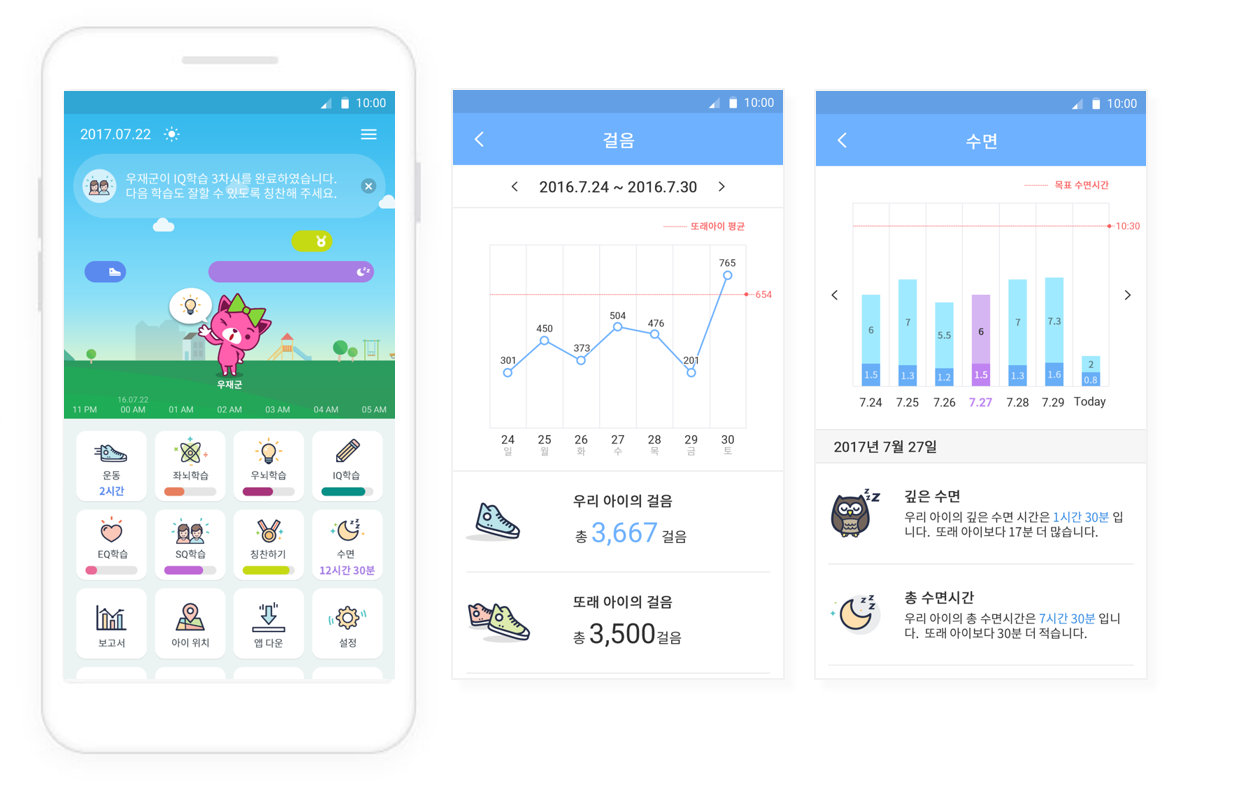 10:00
2017.07.22
우재군이 IQ학습 3차시를 완료하였습니다.
다음 학습도 잘할 수 있도록 칭찬해 주세요.
우재군
16.07.22
11 PM 00 AM 01 AM 02 AM 03 AM 04 AM 05 AM
운동 좌뇌학습 우뇌학습 IQ학습
2시간
EQ학습 SQ학습 칭찬하기 수면
12시간 30분
보고서 아이 위치 앱 다운 설정
10:00
걸음
2016.7.24 ~ 2016.7.30
또래아이 평균
765
654
504
476
450
373
301
201
24 25 26 27 28 29 30
일 월 화 수 목 금 토
우리 아이의 걸음
총 3,667 걸음
또래 아이의 걸음
총 3,500걸음
10:00
수면
목표 수면시간
10:30
6 7 5.5 6 7 7.3 2
1.5 1.3 1.2 1.5 1.3 1.6 0.8
7.24 7.25 7.26 7.27 7.28 7.29 Today
2017년 7월 27일
z z Z
깊은 수면
우리 아이의 깊은 수면 시간은 1시간 30분 입
니다. 또래 아이보다 17분 더 많습니다.
z z z
총 수면시간
우리 아이의 총 수면시간은 7시간 30분 입니
다. 또래 아이보다 30분 더 적습니다.